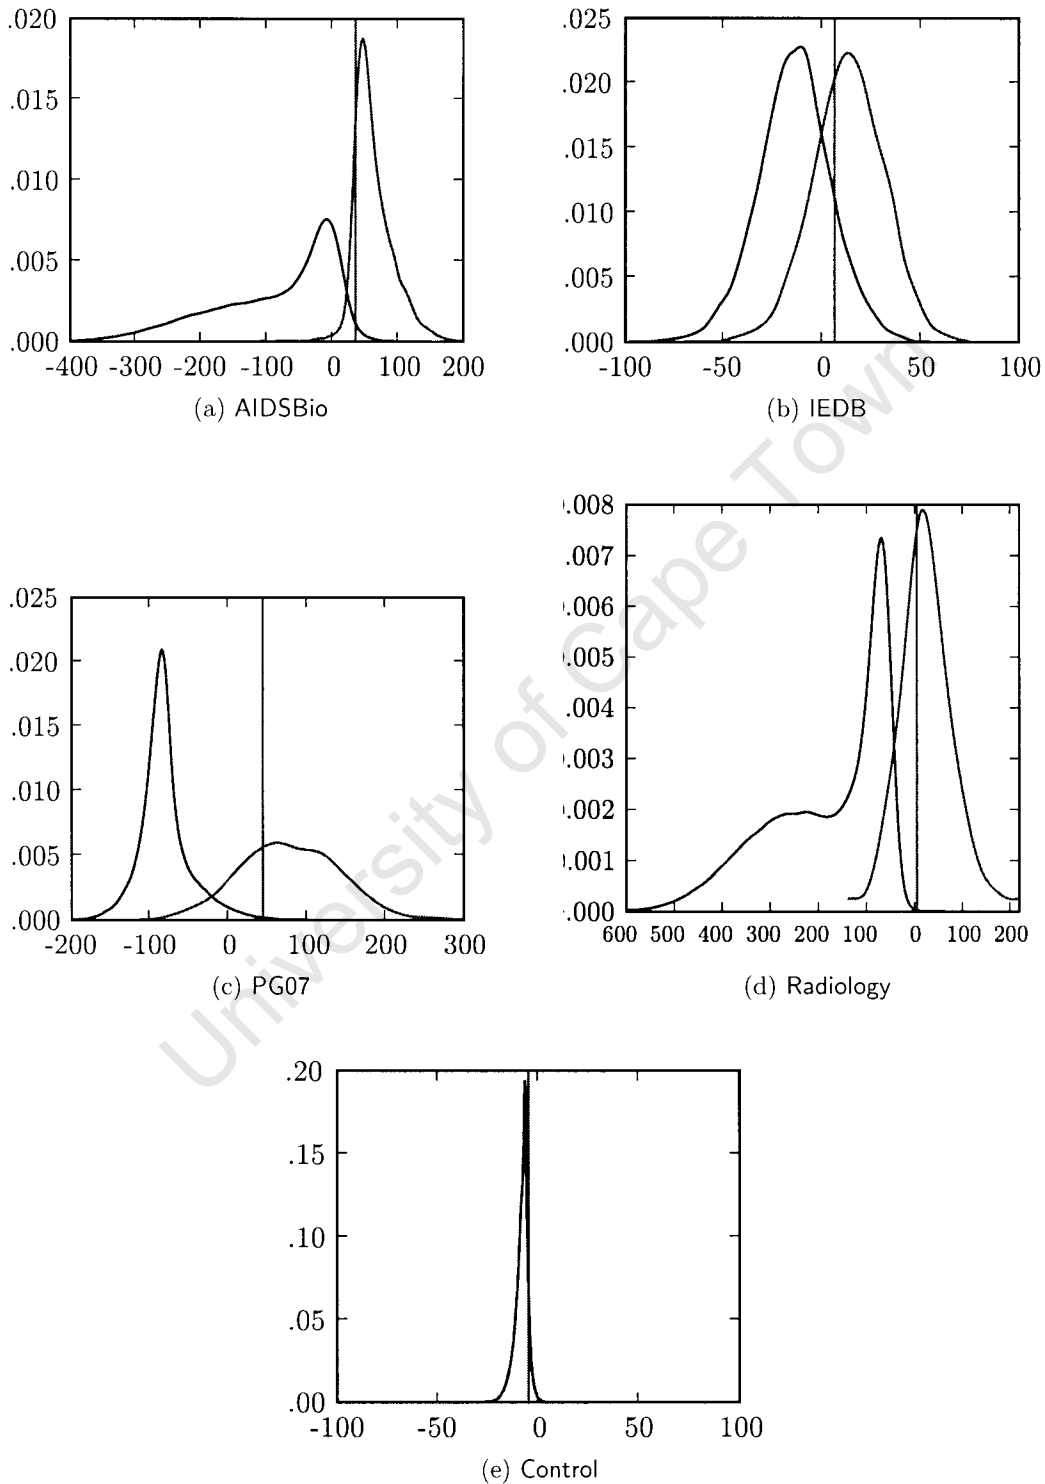 .020
.015
.010
.005
.000
-400 -300 -200 -100 0 100 200
(a) AIDSBio
.025
.020
.015
.010
.005
.000
-100 -50 0 50 100
(b) IEDB
.025
.020
.015
.010
.005
.000
-200 -100 0 100 200 300
(c) PG07
.008
.007
.006
.005
.004
.003
.002
.001
.000
600 500 400 300 200 100 0 100 200
(d) Radiology
.20
.15
.10
.05
.00
-100 -50 0 50 100
(e) Control
University of Cape Town